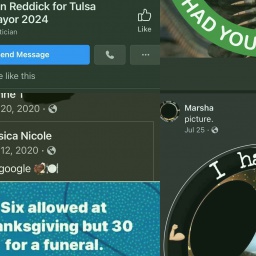 n Reddick for Tulsa
ayor 2024
tician
Like
end Message
e like this
20, 2020
sica Nicole
12, 2020
google
Six allowed at
anksgiving but 30
for a funeral.
HAD YOU
Marsha
picture.
Jul 25
I ha